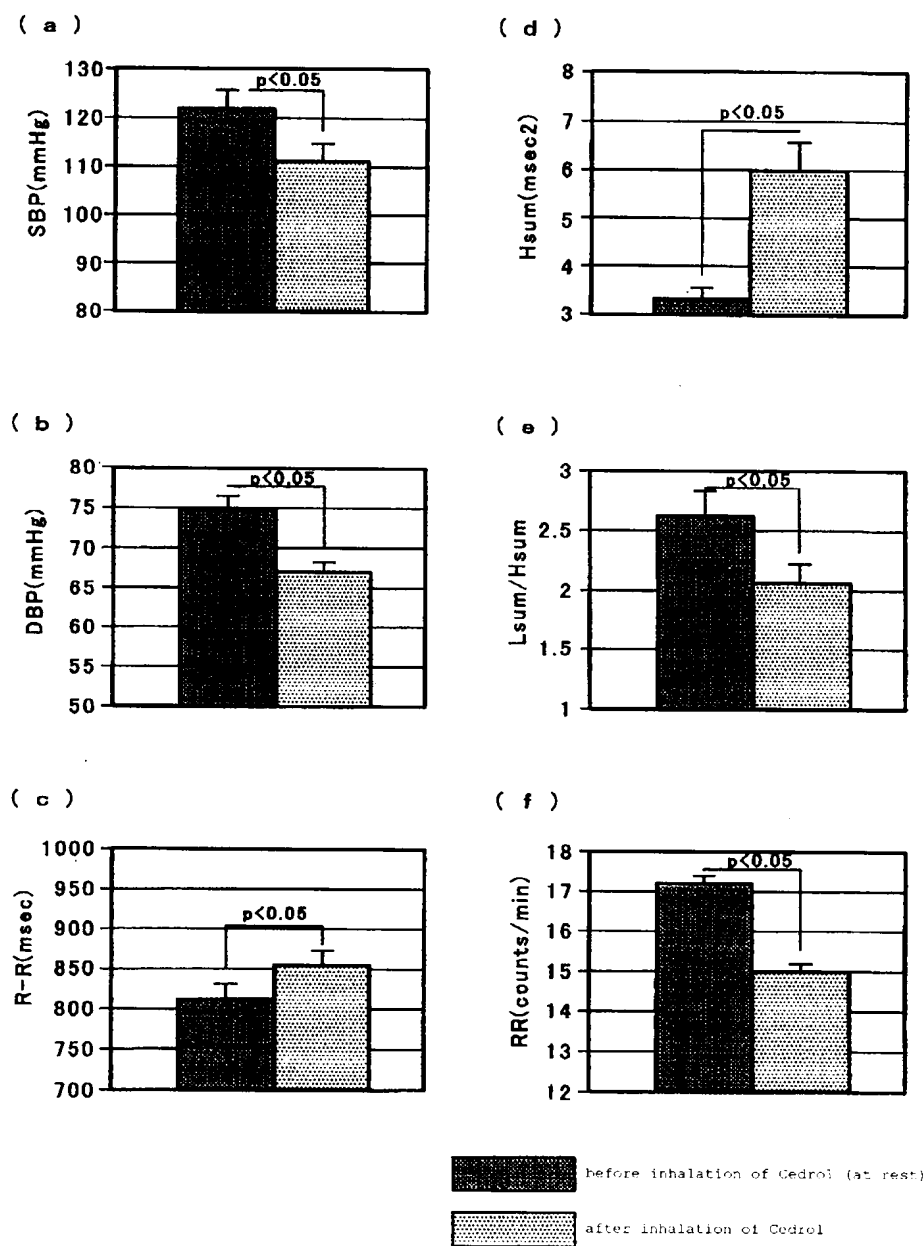 ( a )
SBP(mmHg)
130
120
110
100
90
80
p<0.05
( b )
DBP(mmHg)
80
75
70
65
60
55
50
p<0.05
( c )
R-R(msec)
1000
950
900
850
800
750
700
p<0.05
( d )
Hsum(msec2)
8
7
6
5
4
3
p<0.05
( e )
Lsum/Hsum
3
2.5
2
1.5
1
p<0.05
( f )
RR(counts/min)
18
17
16
15
14
13
12
p<0.05
before inhalation of Cedrol (at rest)
after inhalation of Cedrol